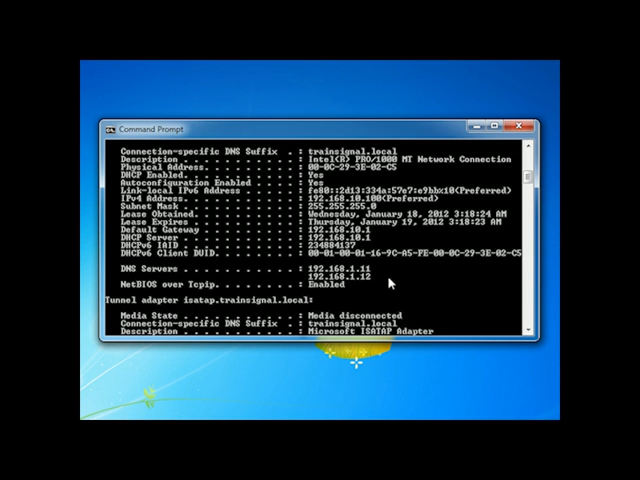 Command Prompt
Connection-specific DNS Suffix . : trainsignal.local
Description . . . . . . . . . . . : Intel(R) PRO/1000 MT Network Connection
Physical Address. . . . . . . . . : 00-0C-29-3E-02-C5
DHCP Enabled. . . . . . . . . . . : Yes
Autoconfiguration Enabled . . . . : Yes
Link-local IPv6 Address . . . . . : fe80::2d13:334a:57e7:e9bb%10(Preferred)
IPv4 Address. . . . . . . . . . . : 192.168.10.100(Preferred)
Subnet Mask . . . . . . . . . . . : 255.255.255.0
Lease Obtained. . . . . . . . . . : Wednesday, January 18, 2012 3:18:24 AM
Lease Expires . . . . . . . . . . : Thursday, January 19, 2012 3:18:23 AM
Default Gateway . . . . . . . . . : 192.168.10.1
DHCP Server . . . . . . . . . . . : 192.168.10.1
DHCPv6 IAID . . . . . . . . . . . : 234884137
DHCPv6 Client DUID. . . . . . . . : 00-01-00-01-16-9C-A5-FE-00-0C-29-3E-02-C5
DNS Servers . . . . . . . . . . . : 192.168.1.11
192.168.1.12
NetBIOS over Tcpip. . . . . . . . : Enabled
Tunnel adapter isatap.trainsignal.local:
Media State . . . . . . . . . . . : Media disconnected
Connection-specific DNS Suffix . : trainsignal.local
Description . . . . . . . . . . . : Microsoft ISATAP Adapter